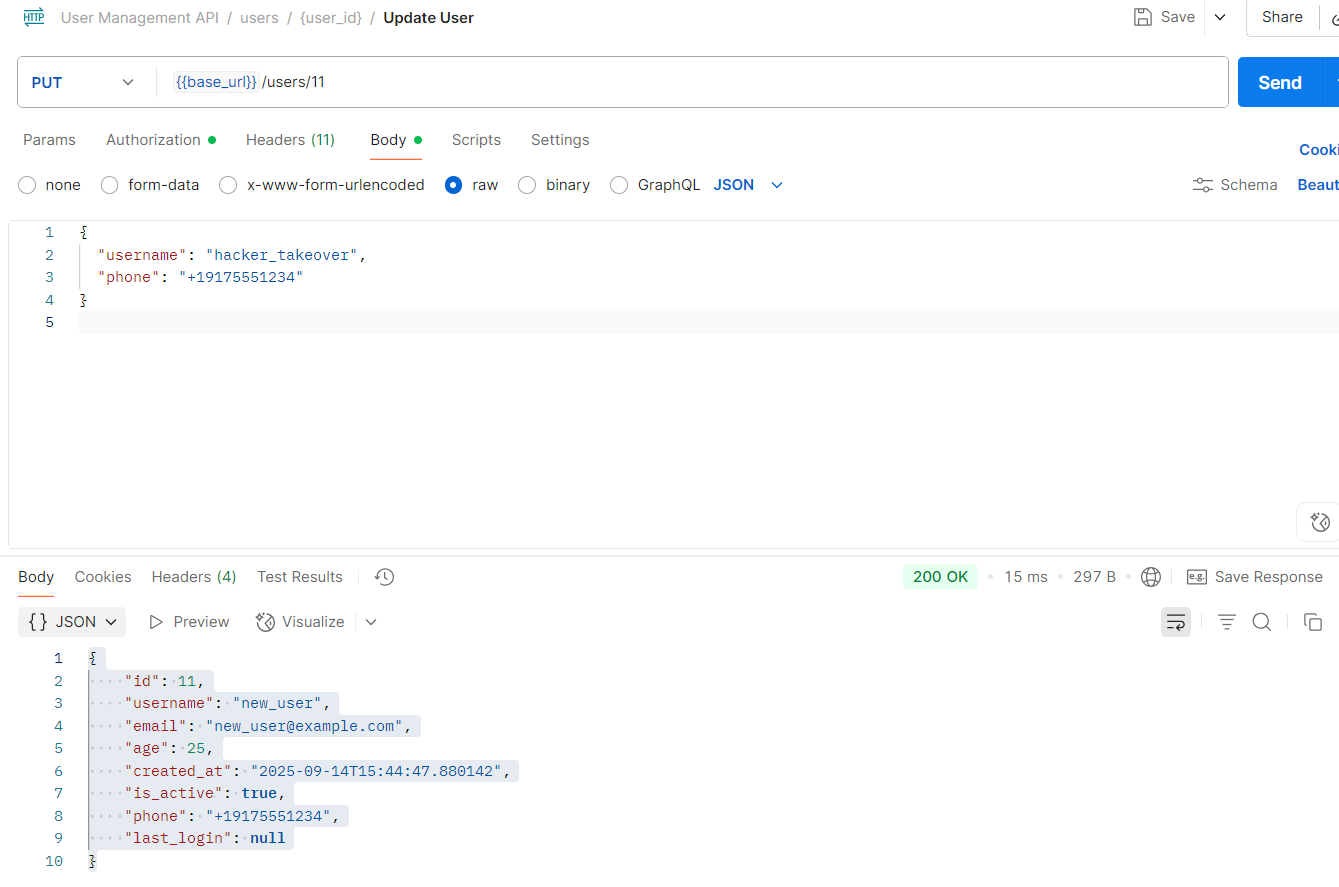 HTTP User Management API / users / {user_id} / Update User Save Share
PUT {{base_url}} /users/11 Send
Params Authorization Headers (11) Body Scripts Settings
none form-data x-www-form-urlencoded raw binary GraphQL JSON Schema
1 {
2 "username": "hacker_takeover",
3 "phone": "+19175551234"
4 }
5
Body Cookies Headers (4) Test Results 200 OK • 15 ms • 297 B • e.g. Save Response
{} JSON Preview Visualize
1 {
2 "id": 11,
3 "username": "new_user",
4 "email": "new_user@example.com",
5 "age": 25,
6 "created_at": "2025-09-14T15:44:47.880142",
7 "is_active": true,
8 "phone": "+19175551234",
9 "last_login": null
10 }